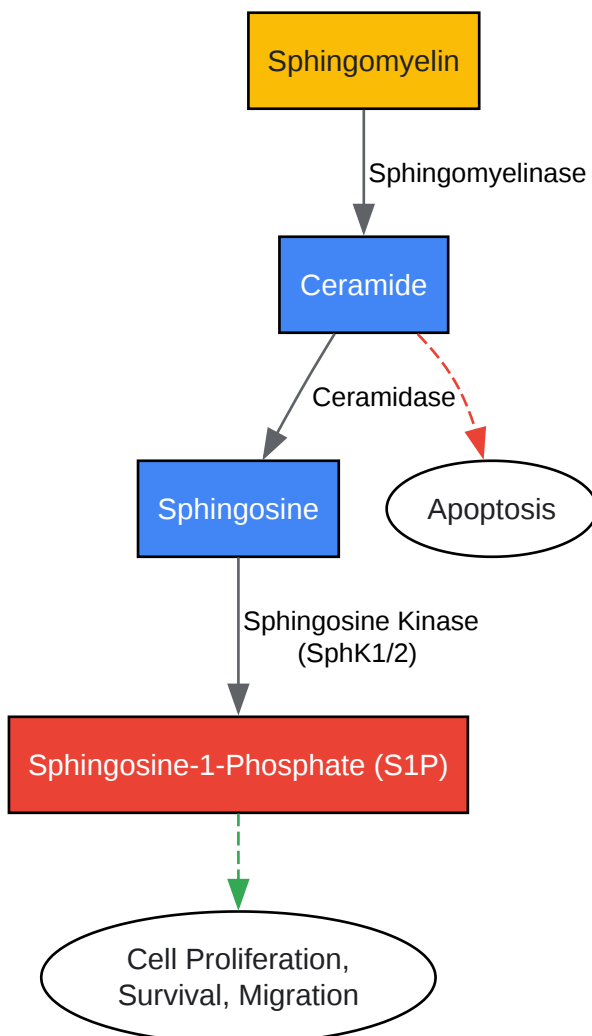 Sphingomyelin
Sphingomyelinase
Ceramide
Ceramidase
Sphingosine
Apoptosis
Sphingosine Kinase
(SphK1/2)
Sphingosine-1-Phosphate (S1P)
Cell Proliferation,
Survival, Migration